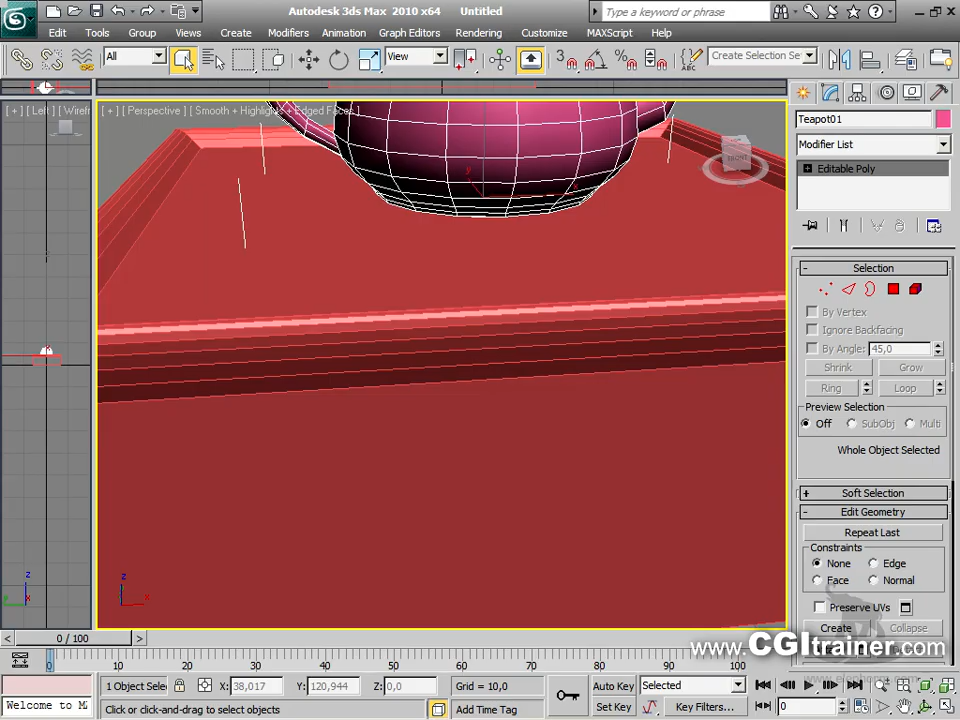 Autodesk 3ds Max 2010 x64 Untitled
Type a keyword or phrase
Edit Tools Group Views Create Modifiers Animation Graph Editors Rendering Customize MAXScript Help
All
View
Create Selection Se
[ + ] [ Left ] [ Wirefr
[ + ] [ Perspective ] [ Smooth + Highlights + Edged Faces ]
FRONT
Teapot01
Modifier List
Editable Poly
Selection
By Vertex
Ignore Backfacing
By Angle: 45,0
Shrink Grow
Ring Loop
Preview Selection
Off SubObj Multi
Whole Object Selected
Soft Selection
Edit Geometry
Repeat Last
Constraints
None Edge
Face Normal
Preserve UVs
Create Collapse
www.CGItrainer.com
0 / 100
0 10 20 30 40 50 60 70 80 90 100
1 Object Sele X: 38,017 Y: 120,944 Z: 0,0 Grid = 10,0 Auto Key Selected
Welcome to M Click or click-and-drag to select objects Add Time Tag Set Key Key Filters... 0